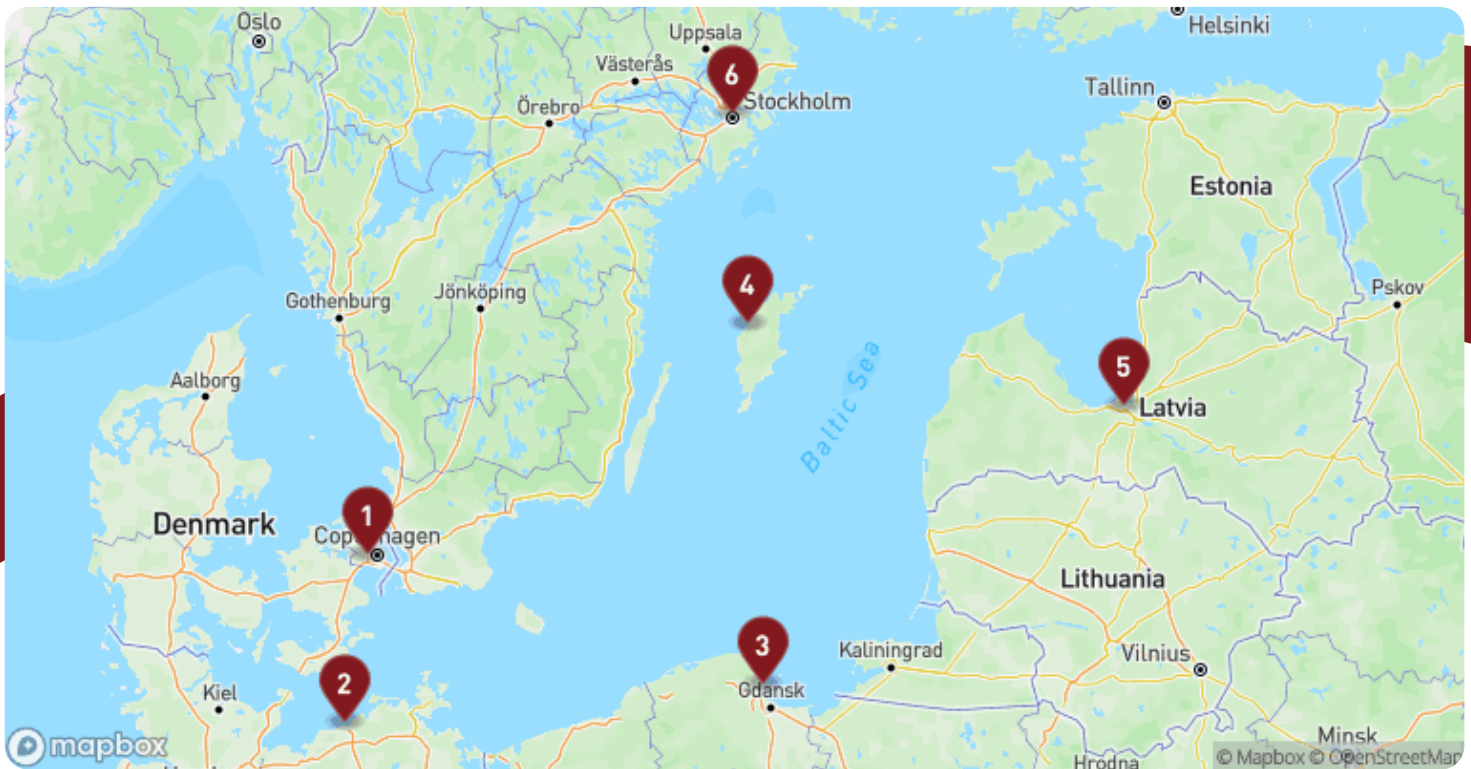 Oslo
Helsinki
Uppsala
Västerås
6
Stockholm
Tallinn
Örebro
Estonia
4
Pskov
Jönköping
Gothenburg
5
Aalborg
Latvia
Baltic Sea
1
Denmark
Copenhagen
Lithuania
3
Kaliningrad
Vilnius
2
Kiel
Gdansk
Minsk
mapbox
© Mapbox © OpenStreetMap
Hrodna